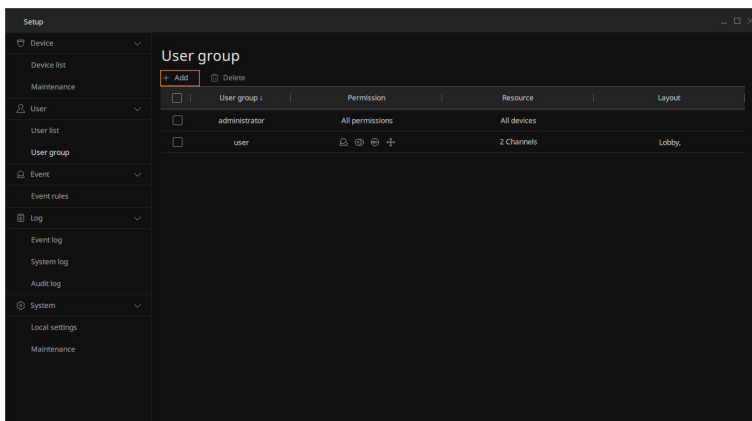 Setup
Device
Device list
Maintenance
User
User list
User group
Event
Event rules
Log
Event log
System log
Audit log
System
Local settings
Maintenance
User group
+ Add Delete
User group ↓ Permission Resource Layout
administrator All permissions All devices
user 2 Channels Lobby,